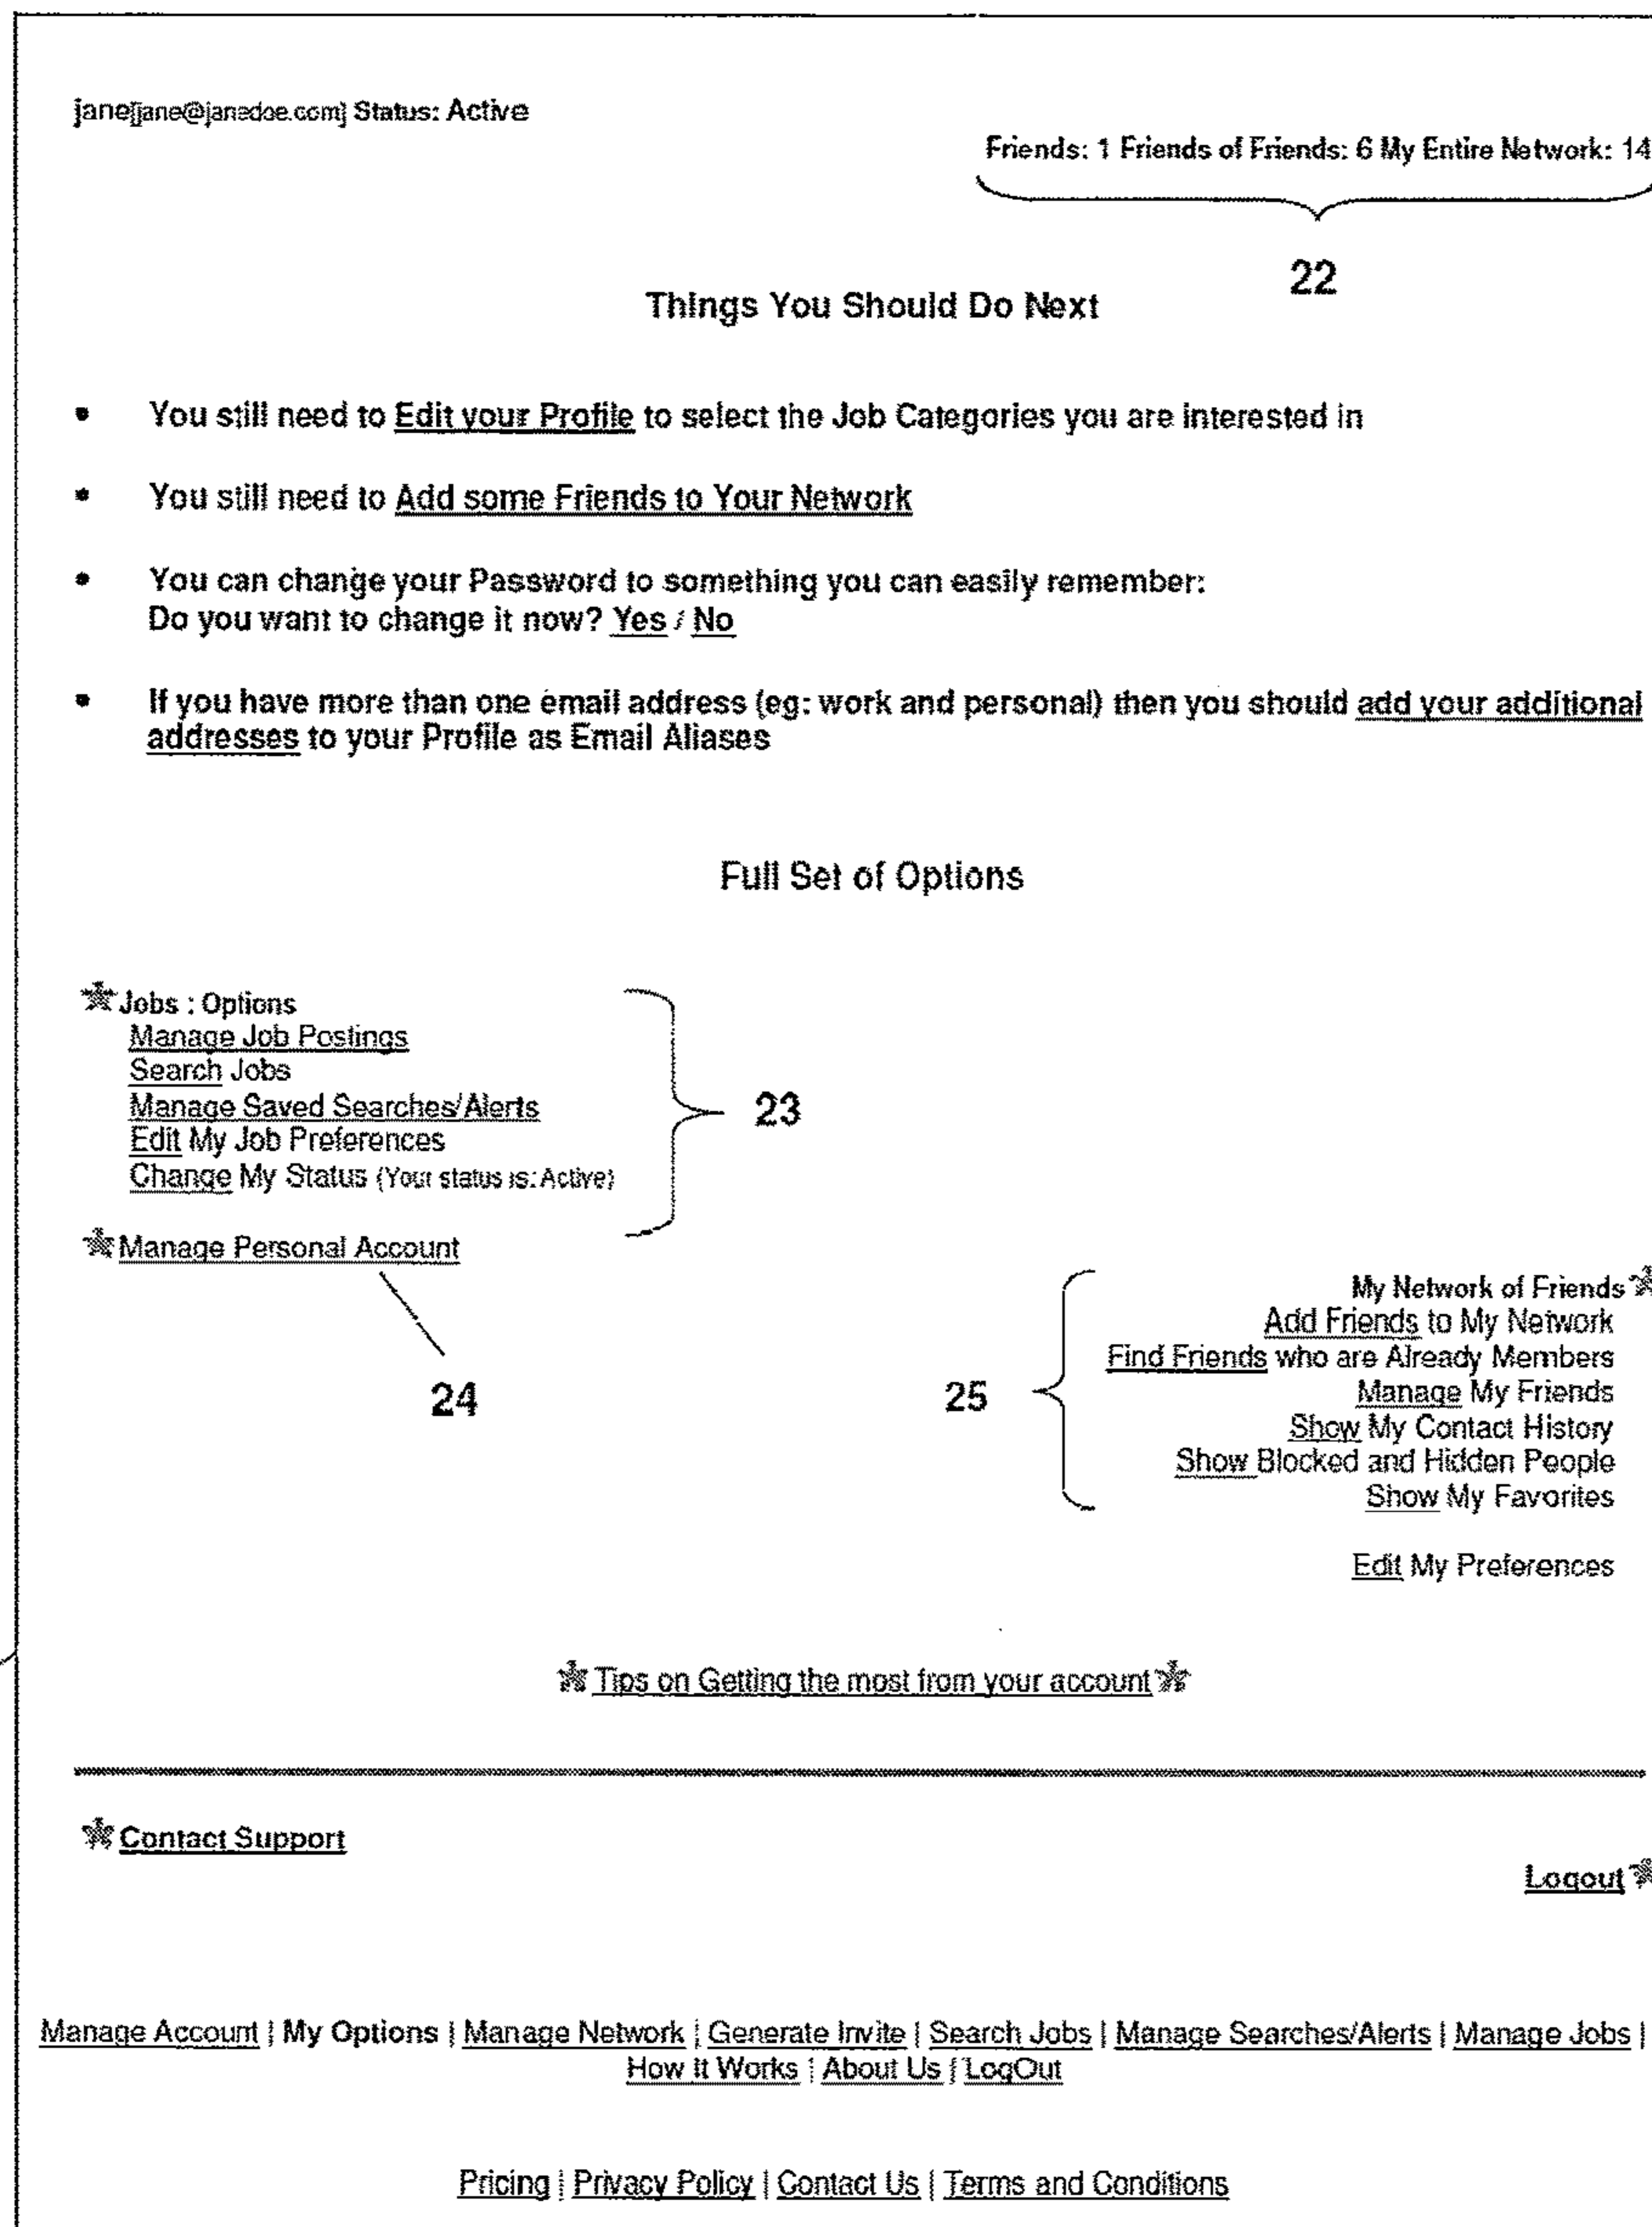 jane[jane@janedoe.com] Status: Active
Friends: 1 Friends of Friends: 6 My Entire Network: 14
22
Things You Should Do Next
• You still need to Edit your Profile to select the Job Categories you are interested in
• You still need to Add some Friends to Your Network
• You can change your Password to something you can easily remember:
Do you want to change it now? Yes / No
• If you have more than one email address (eg: work and personal) then you should add your additional
addresses to your Profile as Email Aliases
Full Set of Options
Jobs : Options
Manage Job Postings
Search Jobs
Manage Saved Searches/Alerts
Edit My Job Preferences
Change My Status (Your status is: Active)
23
Manage Personal Account
24
25
My Network of Friends
Add Friends to My Network
Find Friends who are Already Members
Manage My Friends
Show My Contact History
Show Blocked and Hidden People
Show My Favorites
Edit My Preferences
Tips on Getting the most from your account
Contact Support
Logout
Manage Account | My Options | Manage Network | Generate Invite | Search Jobs | Manage Searches/Alerts | Manage Jobs |
How it Works | About Us | LogOut
Pricing | Privacy Policy | Contact Us | Terms and Conditions